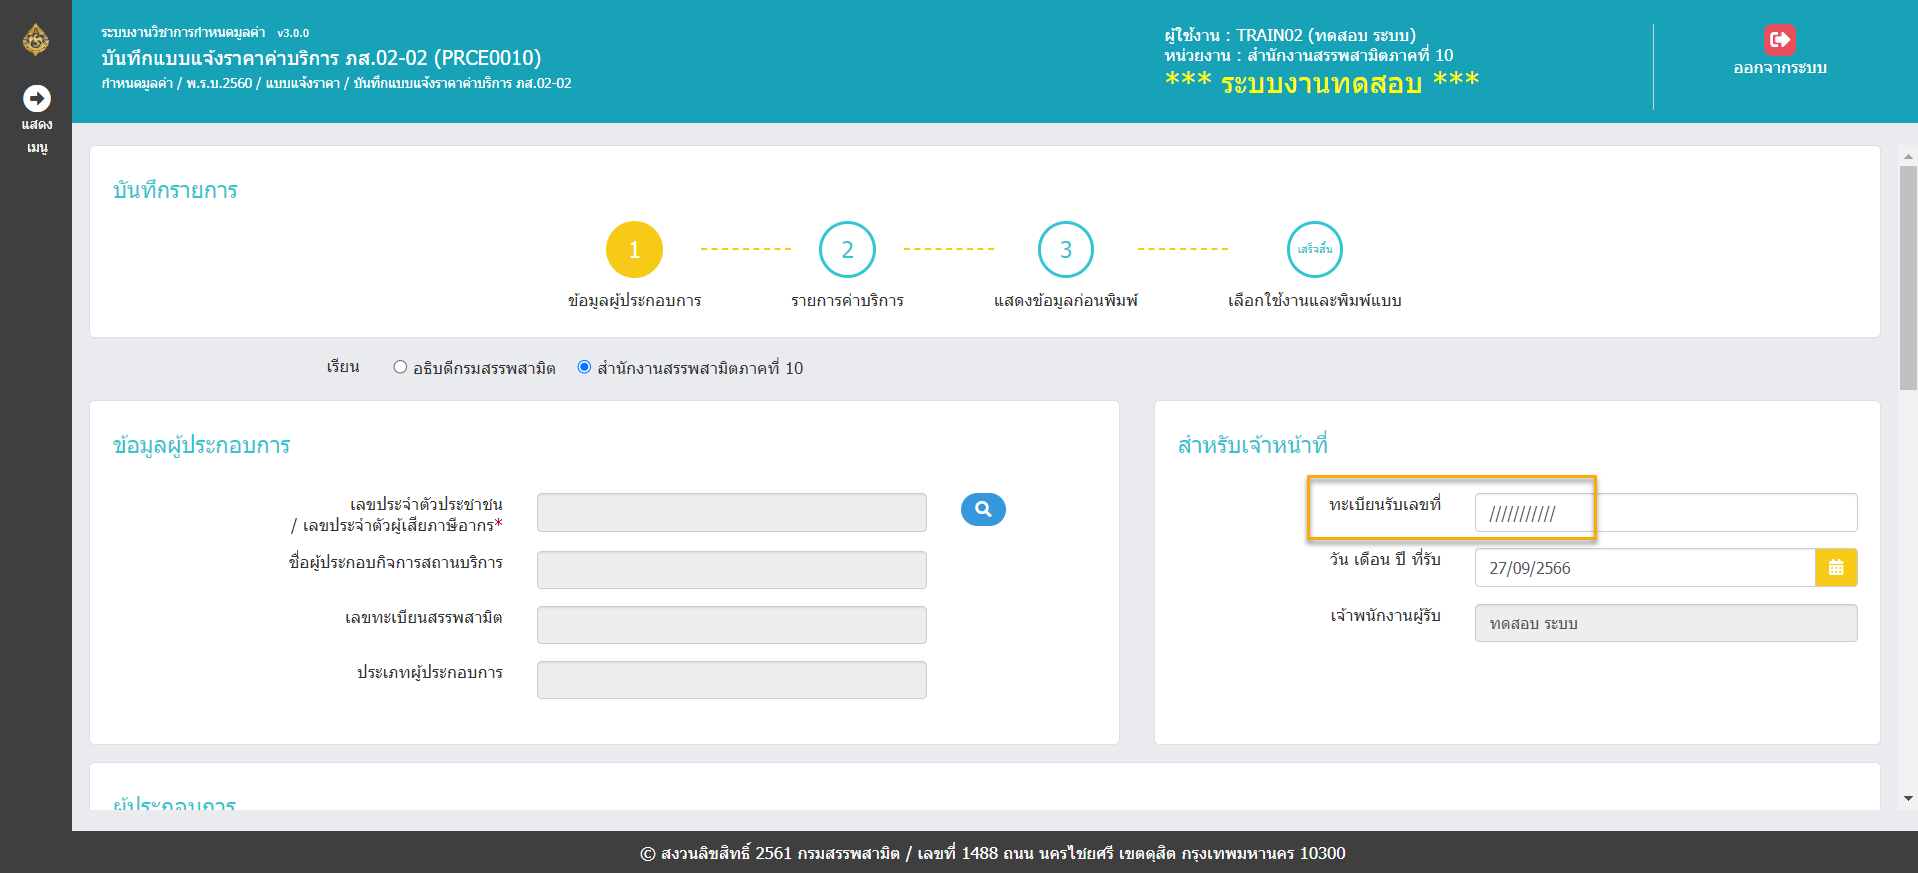 แสดง
เมนู
ระบบงานวิชาการกำหนดมูลค่า v3.0.0
บันทึกแบบแจ้งราคาค่าบริการ ภส.02-02 (PRCE0010)
กำหนดมูลค่า / พ.ร.บ.2560 / แบบแจ้งราคา / บันทึกแบบแจ้งราคาค่าบริการ ภส.02-02
ผู้ใช้งาน : TRAIN02 (ทดสอบ ระบบ)
หน่วยงาน : สำนักงานสรรพสามิตภาคที่ 10
*** ระบบงานทดสอบ ***
ออกจากระบบ
บันทึกรายการ
1
2
3
เสร็จสิ้น
ข้อมูลผู้ประกอบการ
รายการค่าบริการ
แสดงข้อมูลก่อนพิมพ์
เลือกใช้งานและพิมพ์แบบ
เรียน อธิบดีกรมสรรพสามิต สำนักงานสรรพสามิตภาคที่ 10
ข้อมูลผู้ประกอบการ
เลขประจำตัวประชาชน
/ เลขประจำตัวผู้เสียภาษีอากร*
ชื่อผู้ประกอบกิจการสถานบริการ
เลขทะเบียนสรรพสามิต
ประเภทผู้ประกอบการ
สำหรับเจ้าหน้าที่
ทะเบียนรับเลขที่ ///////////
วัน เดือน ปี ที่รับ 27/09/2566
เจ้าพนักงานผู้รับ ทดสอบ ระบบ
ผู้ประกอบการ
© สงวนลิขสิทธิ์ 2561 กรมสรรพสามิต / เลขที่ 1488 ถนน นครไชยศรี เขตดุสิต กรุงเทพมหานคร 10300